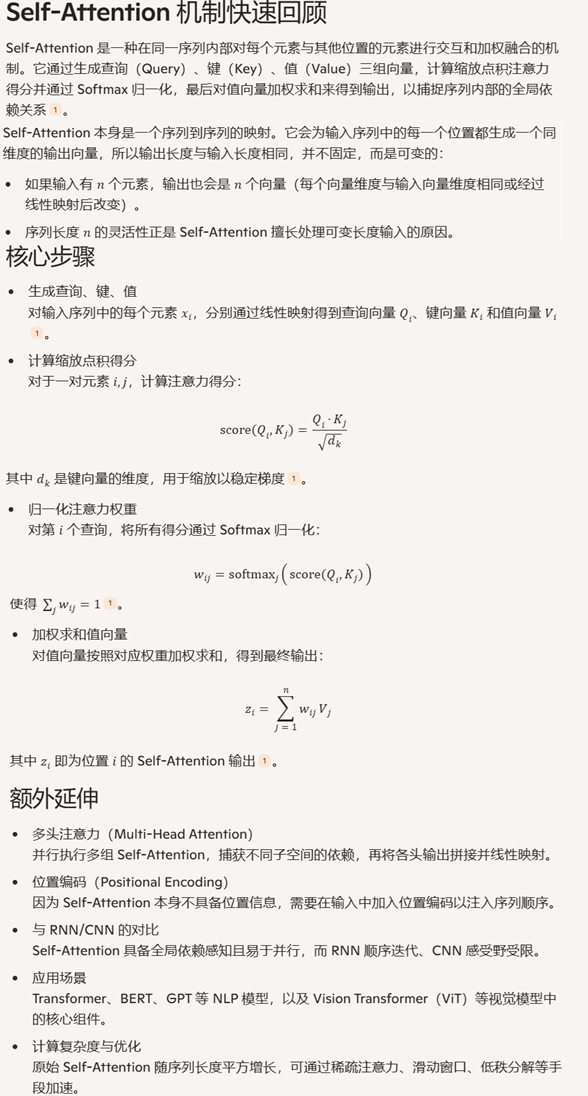 Self-Attention 机制快速回顾
Self-Attention 是一种在同一序列内部对每个元素与其他位置的元素进行交互和加权融合的机
制。它通过生成查询（Query）、键（Key）、值（Value）三组向量，计算缩放点积注意力
得分并通过 Softmax 归一化，最后对值向量加权求和来得到输出，以捕捉序列内部的全局依
赖关系 1 。
Self-Attention 本身是一个序列到序列的映射。它会为输入序列中的每一个位置都生成一个同
维度的输出向量，所以输出长度与输入长度相同，并不固定，而是可变的：
• 如果输入有 n 个元素，输出也会是 n 个向量（每个向量维度与输入向量维度相同或经过
线性映射后改变）。
• 序列长度 n 的灵活性正是 Self-Attention 擅长处理可变长度输入的原因。
核心步骤
• 生成查询、键、值
对输入序列中的每个元素 x_i，分别通过线性映射得到查询向量 Q_i、键向量 K_i 和值向量 V_i
1 。
• 计算缩放点积得分
对于一对元素 i,j，计算注意力得分：
score(Q_i, K_j) = Q_i · K_j / √d_k
其中 d_k 是键向量的维度，用于缩放以稳定梯度 1 。
• 归一化注意力权重
对第 i 个查询，将所有得分通过 Softmax 归一化：
w_ij = softmax_j(score(Q_i, K_j))
使得 ∑_j w_ij = 1 1 。
• 加权求和值向量
对值向量按照对应权重加权求和，得到最终输出：
z_i = ∑_{j=1}^{n} w_ij V_j
其中 z_i 即为位置 i 的 Self-Attention 输出 1 。
额外延伸
• 多头注意力（Multi-Head Attention）
并行执行多组 Self-Attention，捕获不同子空间的依赖，再将各头输出拼接并线性映射。
• 位置编码（Positional Encoding）
因为 Self-Attention 本身不具备位置信息，需要在输入中加入位置编码以注入序列顺序。
• 与 RNN/CNN 的对比
Self-Attention 具备全局依赖感知且易于并行，而 RNN 顺序迭代、CNN 感受野受限。
• 应用场景
Transformer、BERT、GPT 等 NLP 模型，以及 Vision Transformer（ViT）等视觉模型中
的核心组件。
• 计算复杂度与优化
原始 Self-Attention 随序列长度平方增长，可通过稀疏注意力、滑动窗口、低秩分解等手
段加速。